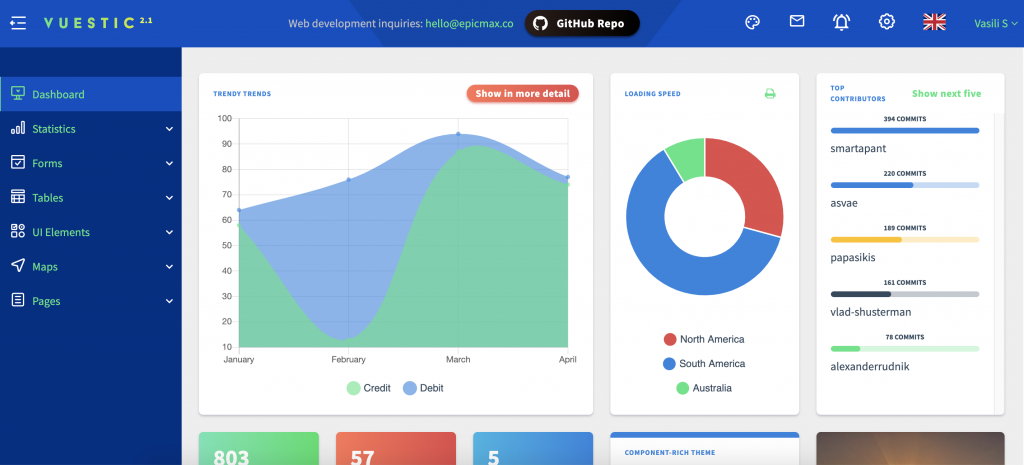 VUESTIC 2.1
Web development inquiries: hello@epicmax.co
GitHub Repo
Vasili S
Dashboard
Statistics
Forms
Tables
UI Elements
Maps
Pages
TRENDY TRENDS
Show in more detail
100
90
80
70
60
50
40
30
20
10
January February March April
Credit Debit
LOADING SPEED
North America
South America
Australia
TOP
CONTRIBUTORS
Show next five
394 COMMITS
smartapant
220 COMMITS
asvae
189 COMMITS
papasikis
161 COMMITS
vlad-shusterman
78 COMMITS
alexanderrudnik
803
57
5
COMPONENT-RICH THEME